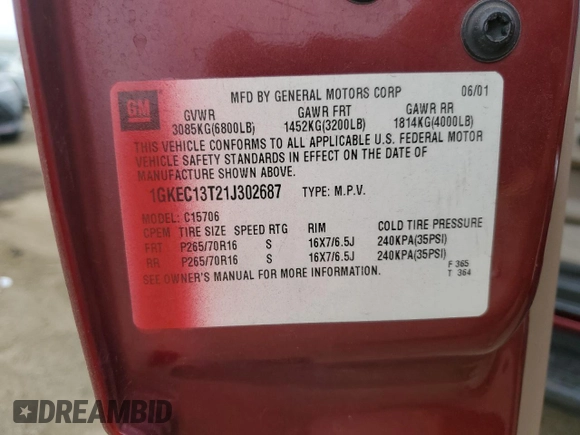 GM
MFD BY GENERAL MOTORS CORP 06/01
GVWR GAWR FRT GAWR RR
3085KG(6800LB) 1452KG(3200LB) 1814KG(4000LB)
THIS VEHICLE CONFORMS TO ALL APPLICABLE U.S. FEDERAL MOTOR
VEHICLE SAFETY STANDARDS IN EFFECT ON THE DATE OF
MANUFACTURE SHOWN ABOVE.
1GKEC13T21J302687 TYPE: M.P.V.
MODEL: C15706
CPEM TIRE SIZE SPEED RTG RIM COLD TIRE PRESSURE
FRT P265/70R16 S 16X7/6.5J 240KPA(35PSI)
RR P265/70R16 S 16X7/6.5J 240KPA(35PSI)
SEE OWNER'S MANUAL FOR MORE INFORMATION.
F 365
T 364
DREAMBID